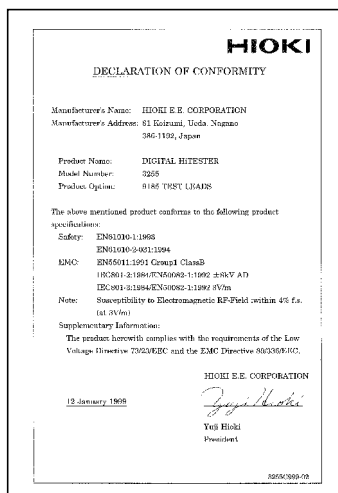 HIOKI
DECLARATION OF CONFORMITY
Manufacturer's Name: HIOKI E.E. CORPORATION
Manufacturer's Address: 81 Koizumi, Ueda, Nagano
386-1192, Japan
Product Name: DIGITAL HiTESTER
Model Number: 3255
Product Option: 9185 TEST LEADS
The above mentioned product conforms to the following product
specifications:
Safety: EN61010-1:1993
EN61010-2-031:1994
EMC: EN55011:1991 Group1 ClassB
IEC801-2:1984/EN50082-1:1992 ±8kV AD
IEC801-3:1984/EN50082-1:1992 3V/m
Note: Susceptibility to Electromagnetic RF-Field :within 4% f.s.
(at 3V/m)
Supplementary Information:
The product herewith complies with the requirements of the Low
Voltage Directive 73/23/EEC and the EMC Directive 89/336/EEC.
HIOKI E.E. CORPORATION
12 January 1999
Yuji Hioki
Yuji Hioki
President